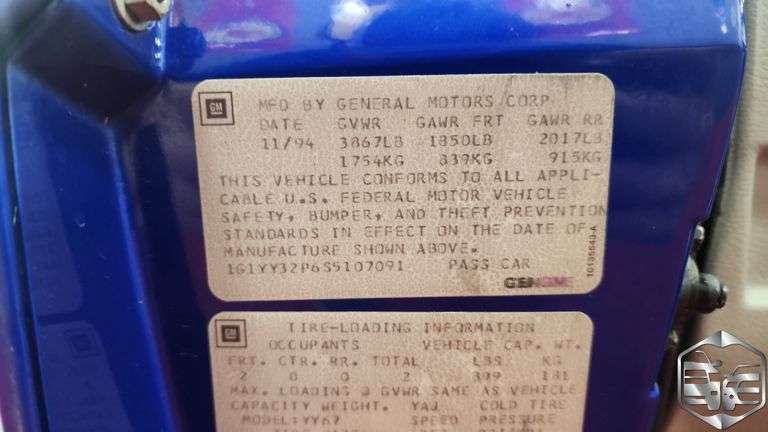 GM
MFD BY GENERAL MOTORS CORP
DATE GVWR GAWR FRT GAWR RR
11/94 3867LB 1850LB 2017LB
1754KG 839KG 915KG
THIS VEHICLE CONFORMS TO ALL APPLI-
CABLE U.S. FEDERAL MOTOR VEHICLE
SAFETY, BUMPER, AND THEFT PREVENTION
STANDARDS IN EFFECT ON THE DATE OF
MANUFACTURE SHOWN ABOVE.
1G1YY32P6S5107091 PASS CAR
10135643-A
GM
TIRE-LOADING INFORMATION
OCCUPANTS VEHICLE CAP. WT.
FRT. CTR. RR. TOTAL LBS KG
2 0 0 2 399 181
MAX. LOADING @ GVWR SAME AS VEHICLE
CAPACITY WEIGHT. YAJ COLD TIRE
MODEL:YY67 SPEED PRESSURE